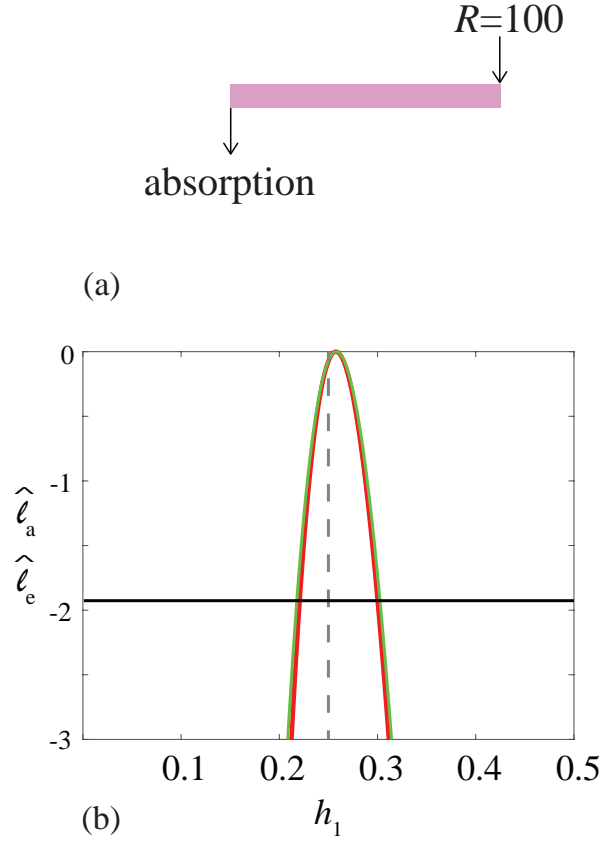 R=100
absorption
(a)
0
-1
ℓ̂ₐ
ℓ̂ₑ
-2
-3
0.1 0.2 0.3 0.4 0.5
h₁
(b)